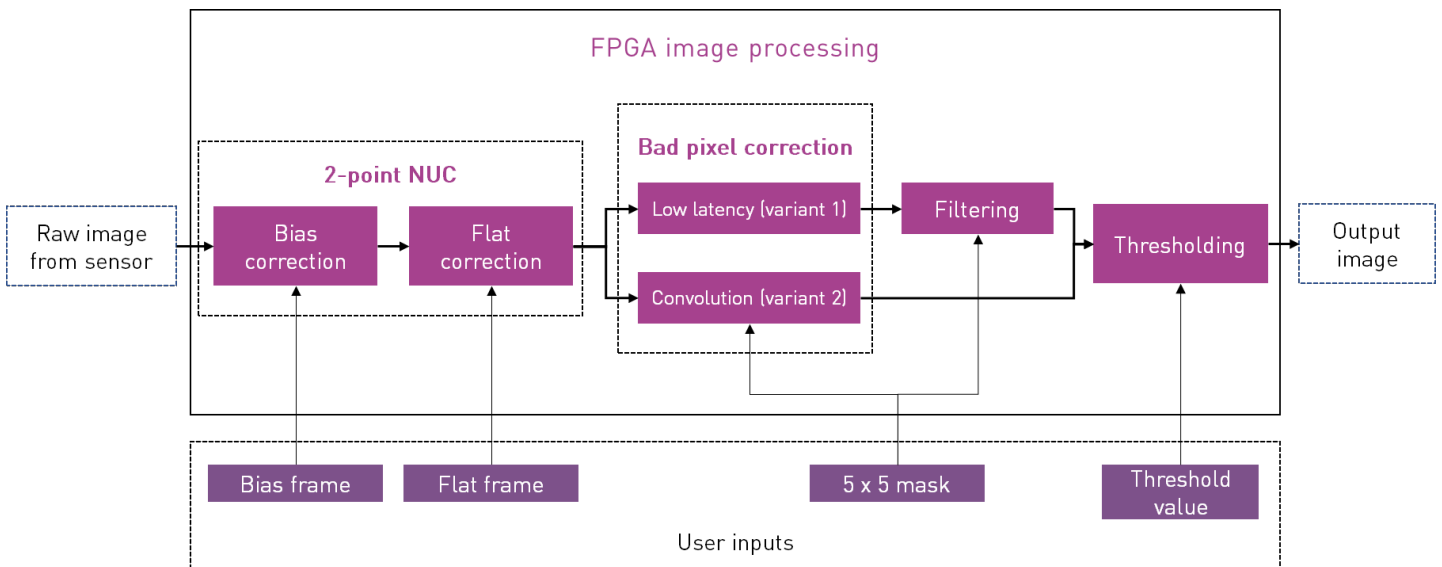 FPGA image processing
2-point NUC
Bad pixel correction
Raw image
from sensor
Bias
correction
Flat
correction
Low latency (variant 1)
Convolution (variant 2)
Filtering
Thresholding
Output
image
Bias frame
Flat frame
5 x 5 mask
Threshold
value
User inputs